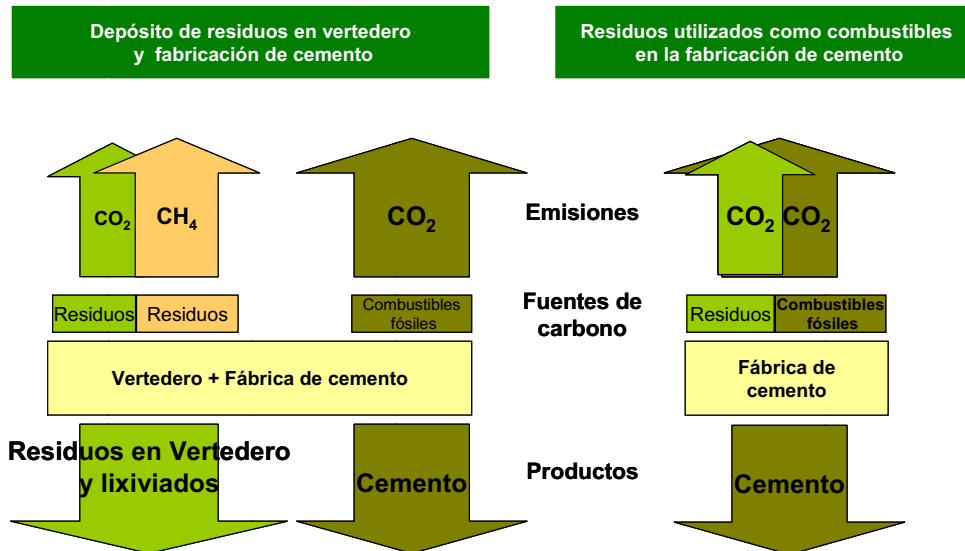 Depósito de residuos en vertedero
y fabricación de cemento
Residuos utilizados como combustibles
en la fabricación de cemento
CO2
CH4
CO2
Emisiones
CO2
CO2
Residuos
Residuos
Combustibles
fósiles
Fuentes de
carbono
Residuos
Combustibles
fósiles
Vertedero + Fábrica de cemento
Fábrica de
cemento
Residuos en Vertedero
y lixiviados
Cemento
Productos
Cemento